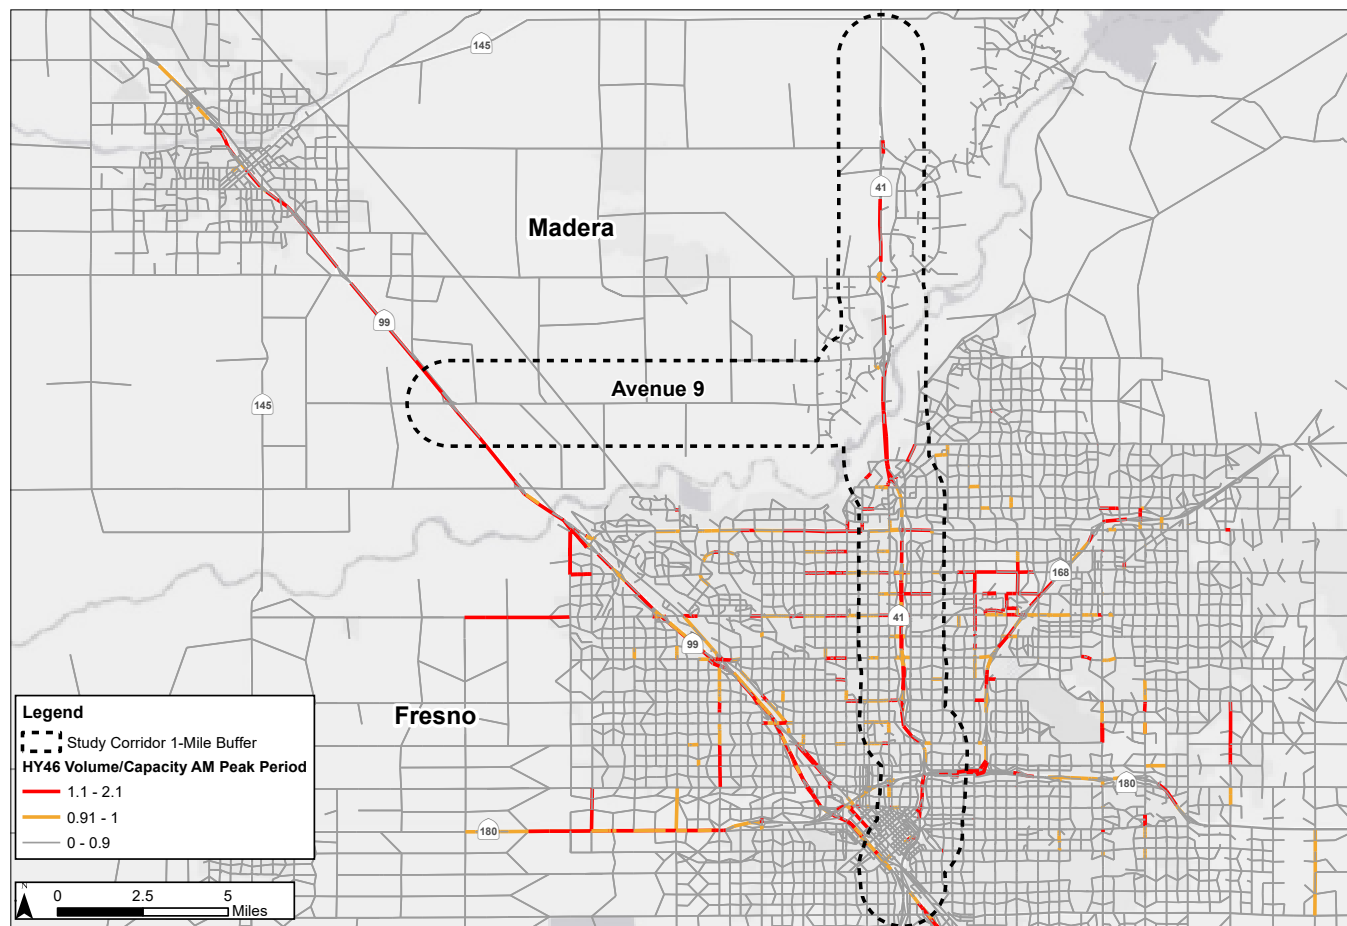 145
41
Madera
99
Avenue 9
145
168
41
99
Fresno
180
180
Legend
Study Corridor 1-Mile Buffer
HY46 Volume/Capacity AM Peak Period
1.1 - 2.1
0.91 - 1
0 - 0.9
N
0 2.5 5
Miles